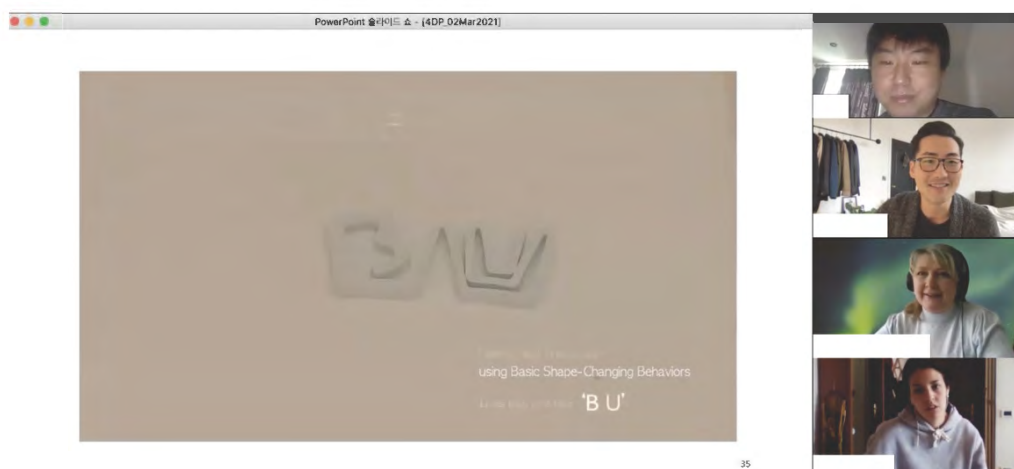 PowerPoint 슬라이드 쇼 - [4DP_02Mar2021]
B U
using Basic Shape-Changing Behaviors
'B U'
35